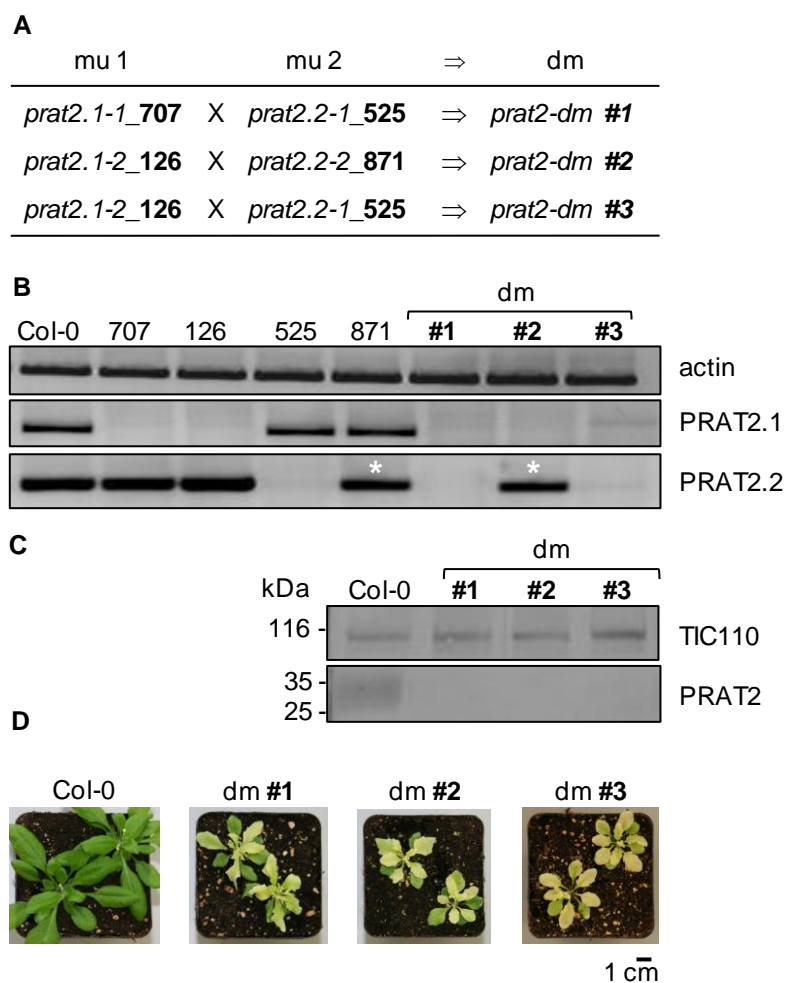 A
mu 1 mu 2 ⇒ dm
prat2.1-1_707 X prat2.2-1_525 ⇒ prat2-dm #1
prat2.1-2_126 X prat2.2-2_871 ⇒ prat2-dm #2
prat2.1-2_126 X prat2.2-1_525 ⇒ prat2-dm #3
B
dm
Col-0 707 126 525 871 #1 #2 #3
actin
PRAT2.1
* *
PRAT2.2
C
dm
kDa Col-0 #1 #2 #3
116 - TIC110
35 -
PRAT2
25 -
D
Col-0 dm #1 dm #2 dm #3
1 cm